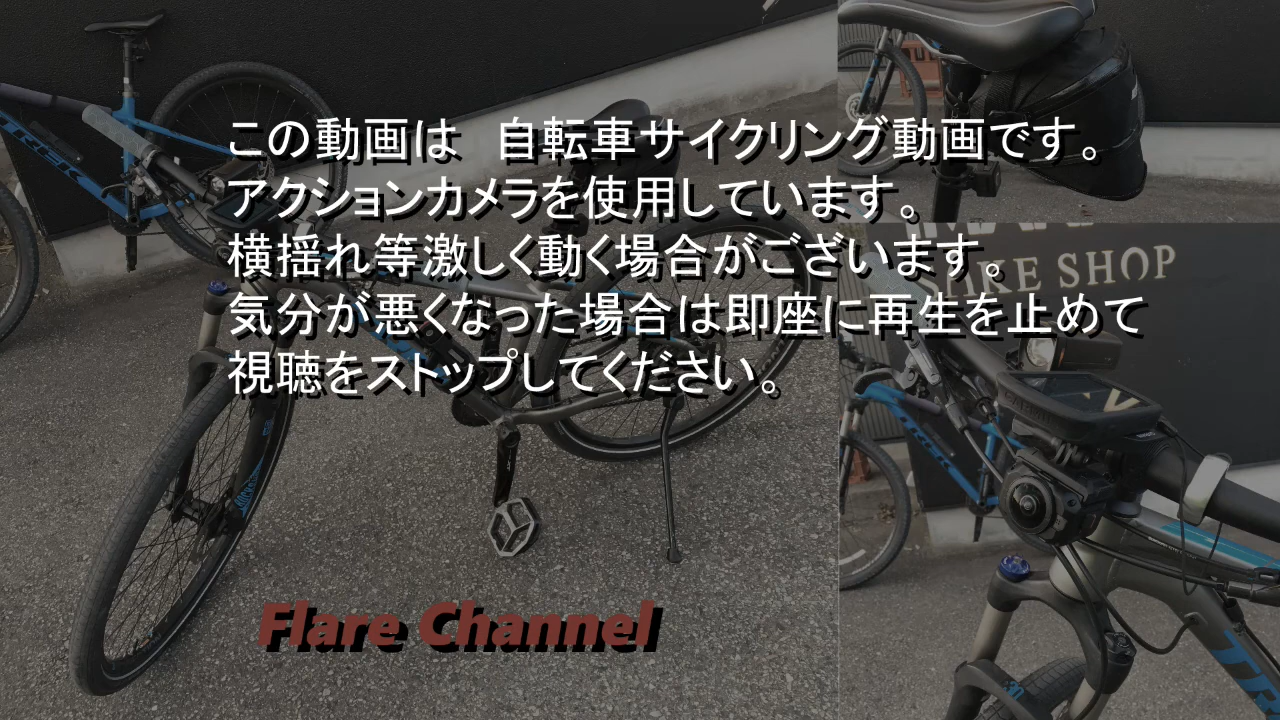 この動画は　自転車サイクリング動画です。
アクションカメラを使用しています。
横揺れ等激しく動く場合がございます。
気分が悪くなった場合は即座に再生を止めて
視聴をストップしてください。
BIKE SHOP
TREK
TREK
Flare Channel